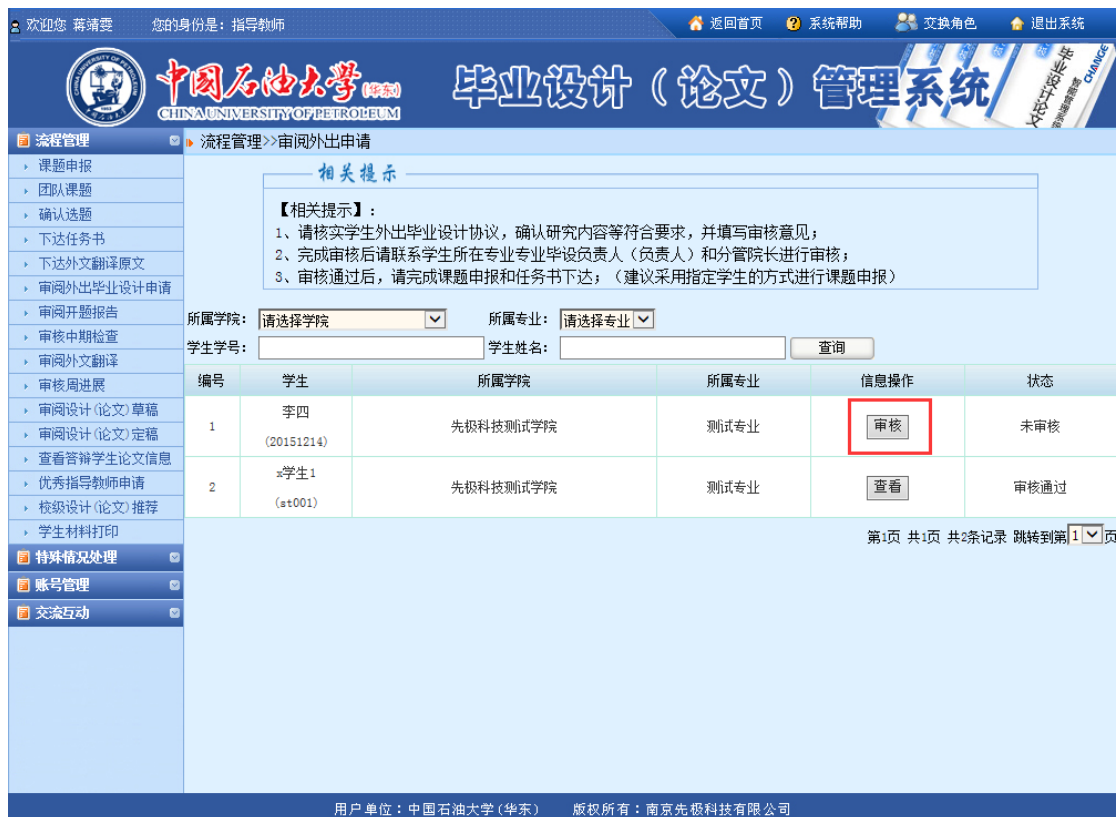 欢迎您 蒋靖雯 您的身份是：指导教师 返回首页 系统帮助 交换角色 退出系统
中国石油大学(华东) 毕业设计（论文）管理系统
CHINA UNIVERSITY OF PETROLEUM
毕业设计论文
智能管理系统
CHANGE
流程管理
课题申报
团队课题
确认选题
下达任务书
下达外文翻译原文
审阅外出毕业设计申请
审阅开题报告
审核中期检查
审阅外文翻译
审核周进展
审阅设计(论文)草稿
审阅设计(论文)定稿
查看答辩学生论文信息
优秀指导教师申请
校级设计(论文)推荐
学生材料打印
特殊情况处理
账号管理
交流互动
流程管理>>审阅外出申请
相关提示
【相关提示】：
1、请核实学生外出毕业设计协议，确认研究内容等符合要求，并填写审核意见；
2、完成审核后请联系学生所在专业专业毕设负责人（负责人）和分管院长进行审核；
3、审核通过后，请完成课题申报和任务书下达；（建议采用指定学生的方式进行课题申报）
所属学院： 请选择学院 所属专业： 请选择专业
学生学号： 学生姓名： 查询
编号 学生 所属学院 所属专业 信息操作 状态
1 李四 (20151214) 先极科技测试学院 测试专业 审核 未审核
2 x学生1 (st001) 先极科技测试学院 测试专业 查看 审核通过
第1页 共1页 共2条记录 跳转到第1页
用户单位：中国石油大学(华东) 版权所有：南京先极科技有限公司